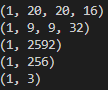 (1, 20, 20, 16)
(1, 9, 9, 32)
(1, 2592)
(1, 256)
(1, 3)